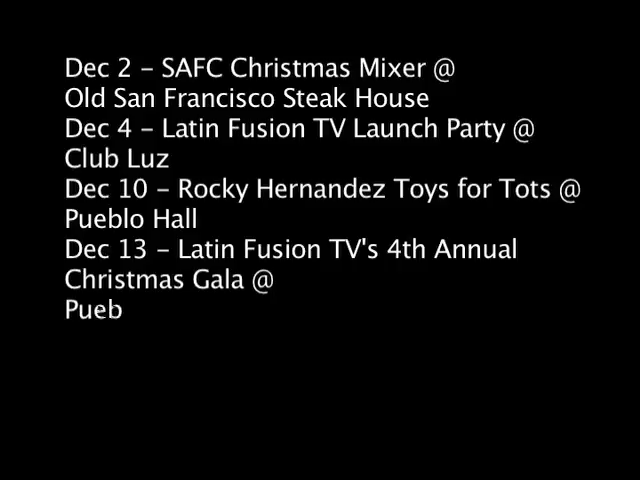 Dec 2 - SAFC Christmas Mixer @
Old San Francisco Steak House
Dec 4 - Latin Fusion TV Launch Party @
Club Luz
Dec 10 - Rocky Hernandez Toys for Tots @
Pueblo Hall
Dec 13 - Latin Fusion TV's 4th Annual
Christmas Gala @
Pueb